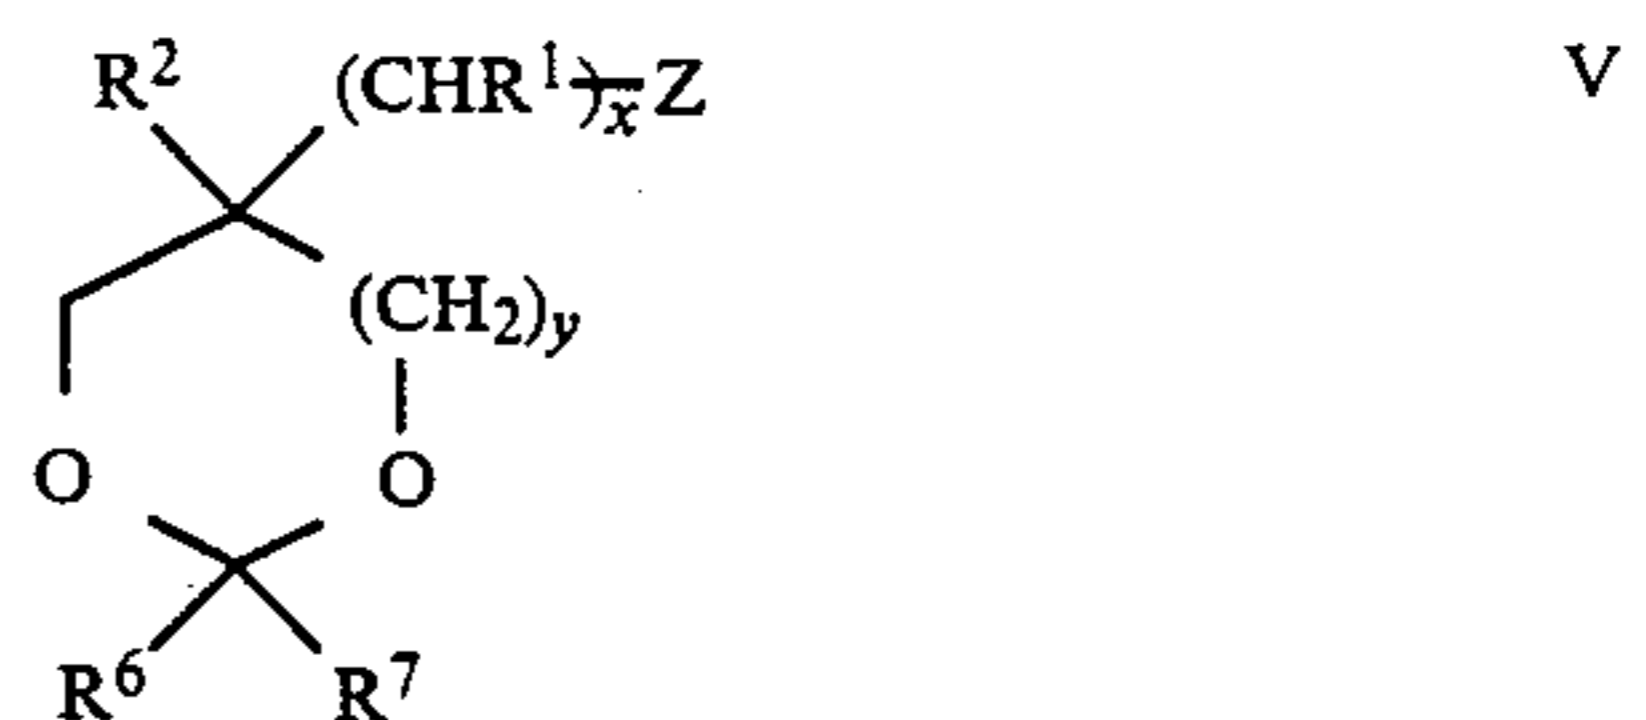 R² (CHR¹)ₓ—Z V
(CH₂)ᵧ
O O
R⁶ R⁷